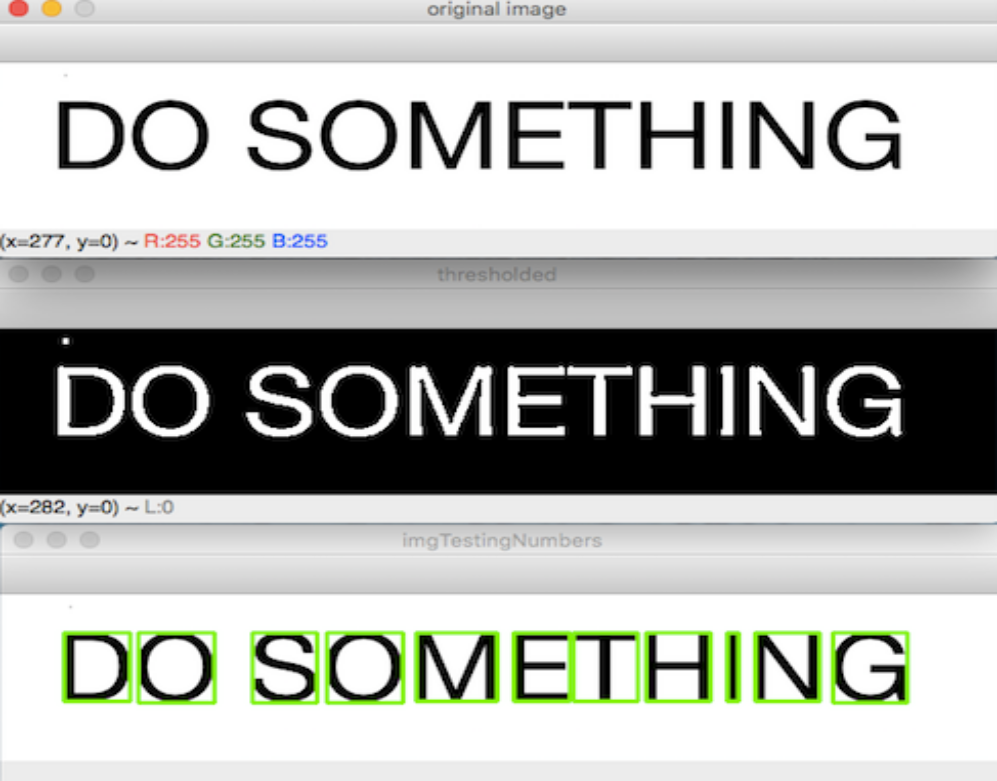 original image
DO SOMETHING
(x=277, y=0) ~ R:255 G:255 B:255
thresholded
DO SOMETHING
(x=282, y=0) ~ L:0
imgTestingNumbers
DO SOMETHING